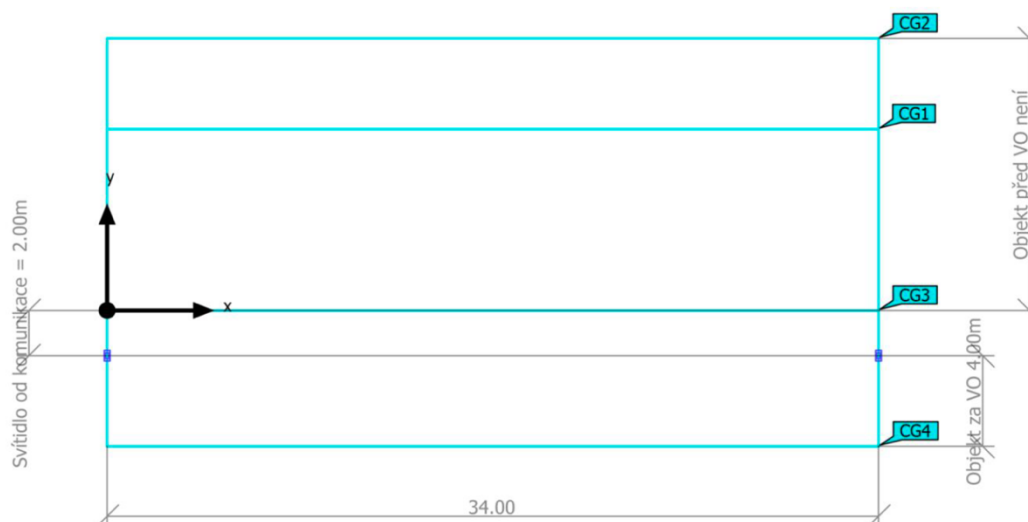 CG2
CG1
y
x
CG3
CG4
34.00
Svítidlo od komunikace = 2.00m
Objekt před VO není
Objekt za VO 4.00m